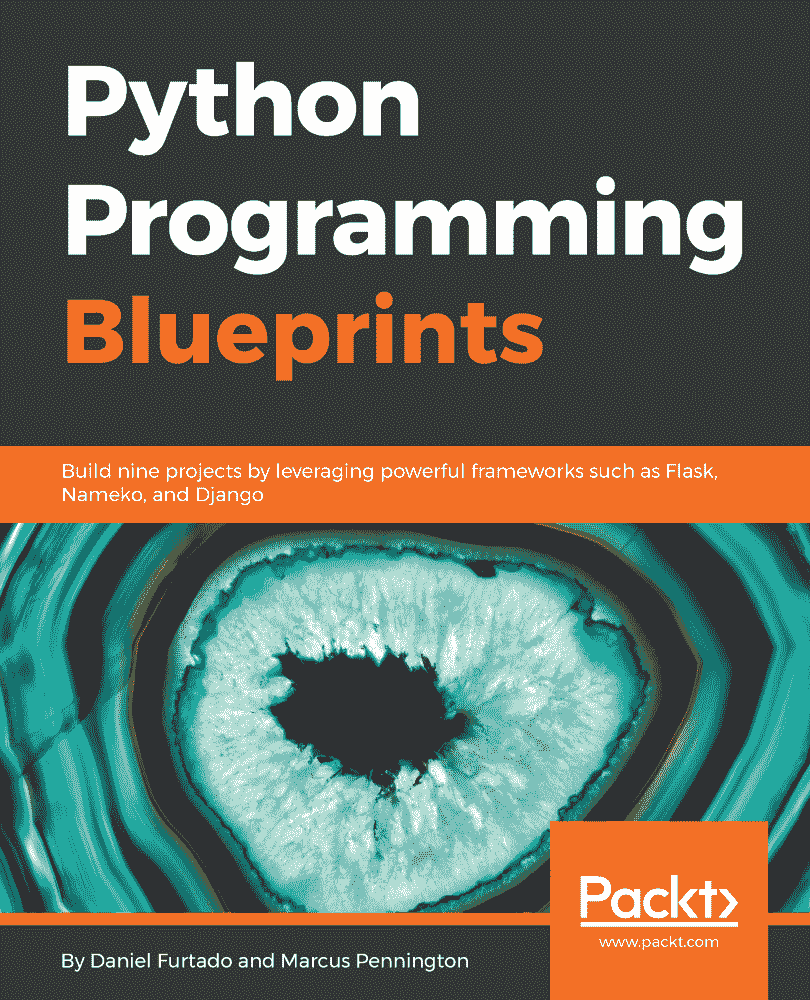 Python
Programming
Blueprints
Build nine projects by leveraging powerful frameworks such as Flask,
Nameko, and Django
Packt>
www.packt.com
By Daniel Furtado and Marcus Pennington